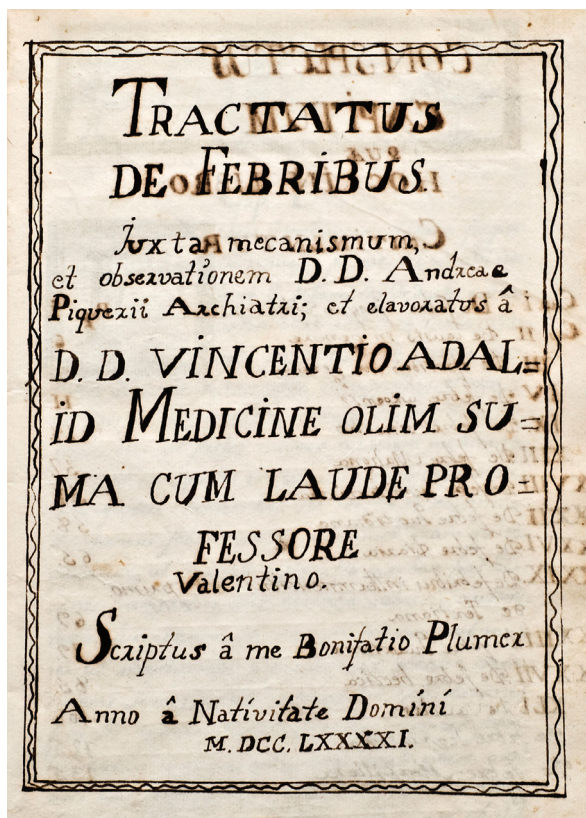 TRACTATUS
DE FEBRIBUS.
juxta mecanismum,
et observationem D. D. Andreae
Piquerii Archiatri; et elavoratus â
D. D. VINCENTIO ADAL=
ID MEDICINE OLIM SU=
MA CUM LAUDE PRO=
FESSORE
Valentino.
Scriptus â me Bonifatio Plumer
Anno â Nativitate Domini
M. DCC. LXXXXI.